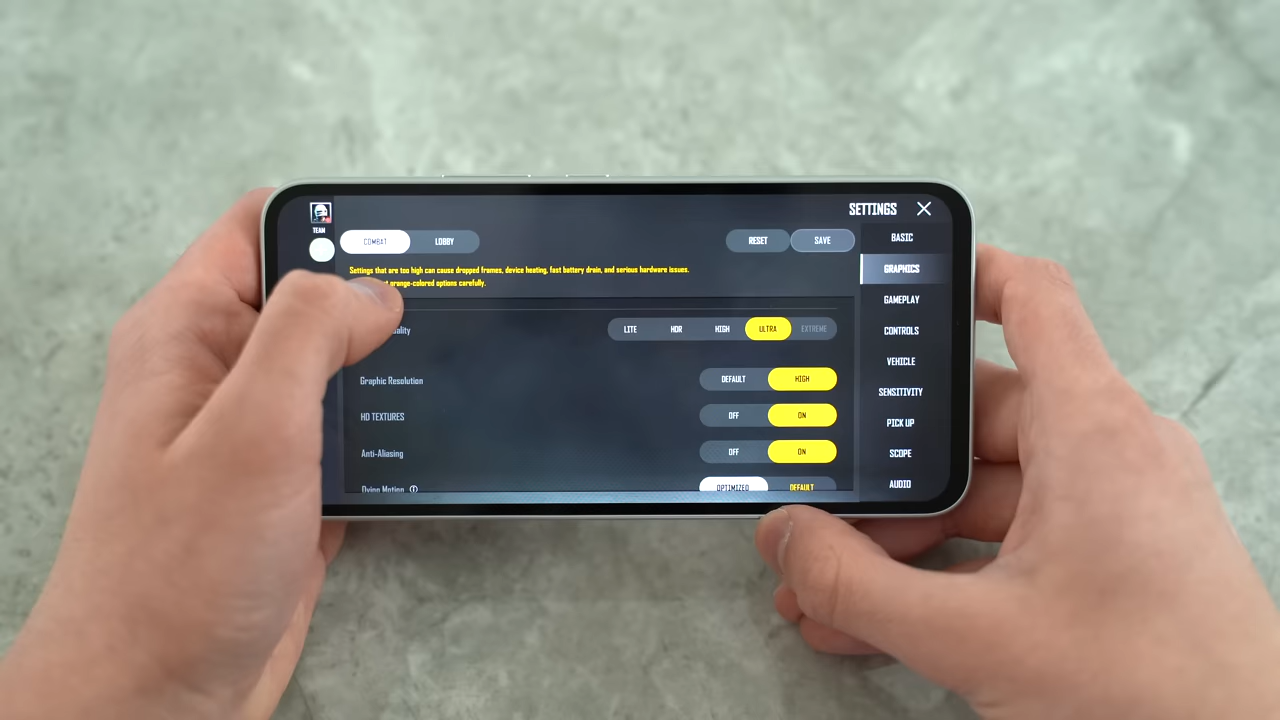 SETTINGS
TEAM
COMBAT LOBBY
RESET SAVE
BASIC
Settings that are too high can cause dropped frames, device heating, fast battery drain, and serious hardware issues.
orange-colored options carefully.
GRAPHICS
GAMEPLAY
LITE HDR HIGH ULTRA EXTREME
CONTROLS
VEHICLE
Graphic Resolution DEFAULT HIGH
SENSITIVITY
HD TEXTURES OFF ON
PICK UP
Anti-Aliasing OFF ON
SCOPE
Dying Motion OPTIMIZED DEFAULT
AUDIO